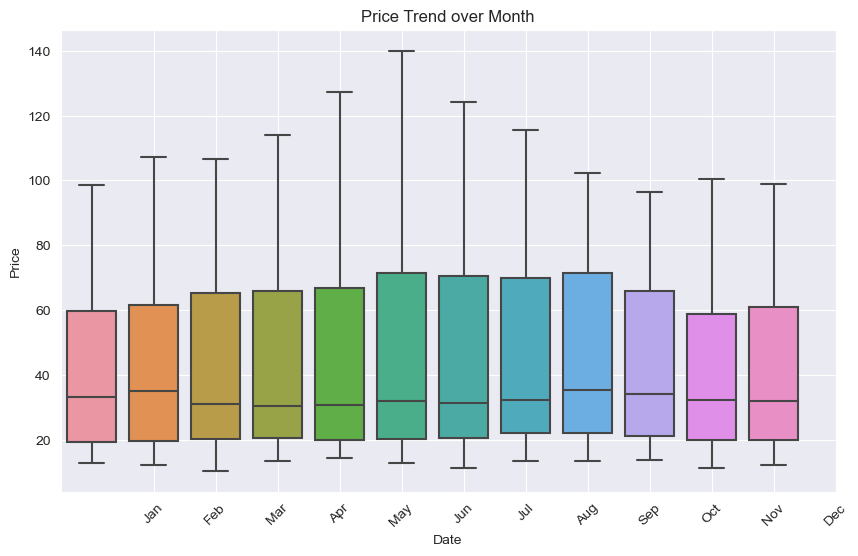 Price Trend over Month
140
120
100
80
60
40
20
Price
Jan
Feb
Mar
Apr
May
Jun
Jul
Aug
Sep
Oct
Nov
Dec
Date